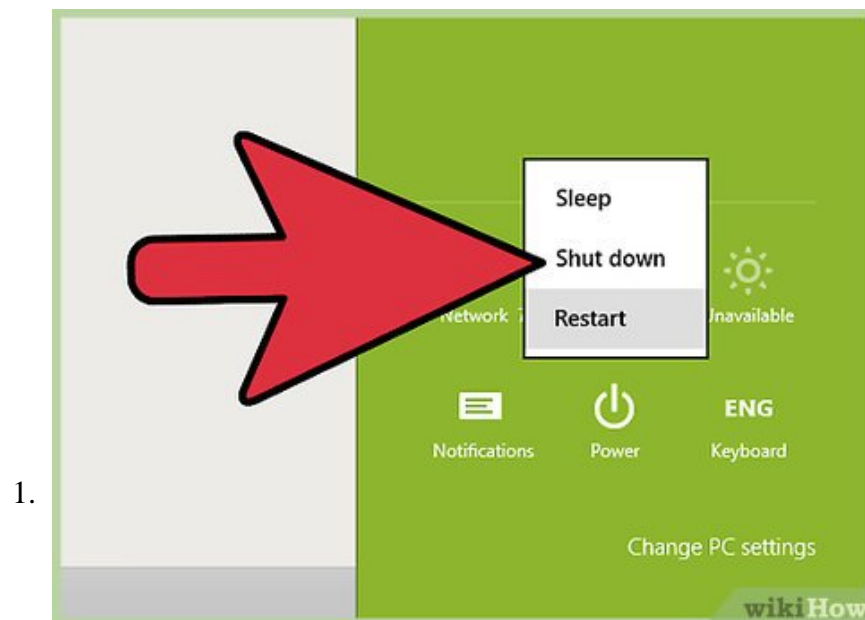 Sleep
Shut down
Restart
Network
Unavailable
Notifications
Power
ENG
Keyboard
1.
Change PC settings
wikiHow